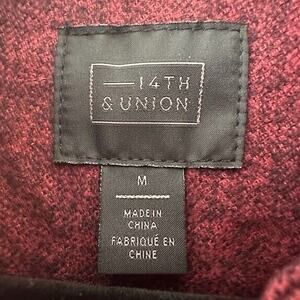 14TH
& UNION
M
MADE IN
CHINA
FABRIQUÉ EN
CHINE